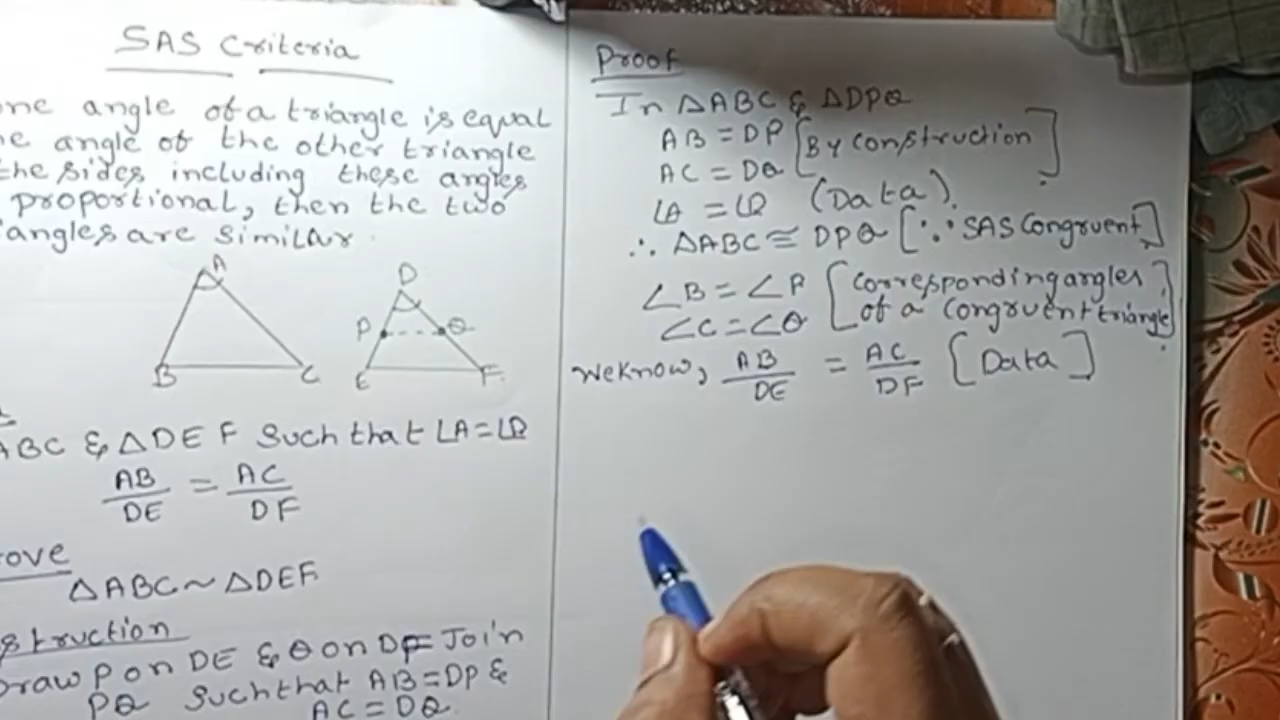 SAS Criteria
one angle of a triangle is equal
angle of the other triangle
the sides including these angles
proportional, then the two
angles are similar.
A
B C
D
P Q
E F
ABC & △DEF such that ∠A=∠D
AB/DE = AC/DF
ove
△ABC ~ △DEF
struction
Draw P on DE & Q on DF Join
PQ such that AB = DP &
AC = DQ.
Proof
In △ABC & △DPQ
AB = DP [By construction]
AC = DQ
∠A = ∠D (Data).
∴ △ABC ≅ DPQ [∵ SAS Congruent]
∠B = ∠P [corresponding angles
∠C = ∠Q of a congruent triangle].
We know, AB/DE = AC/DF [Data]